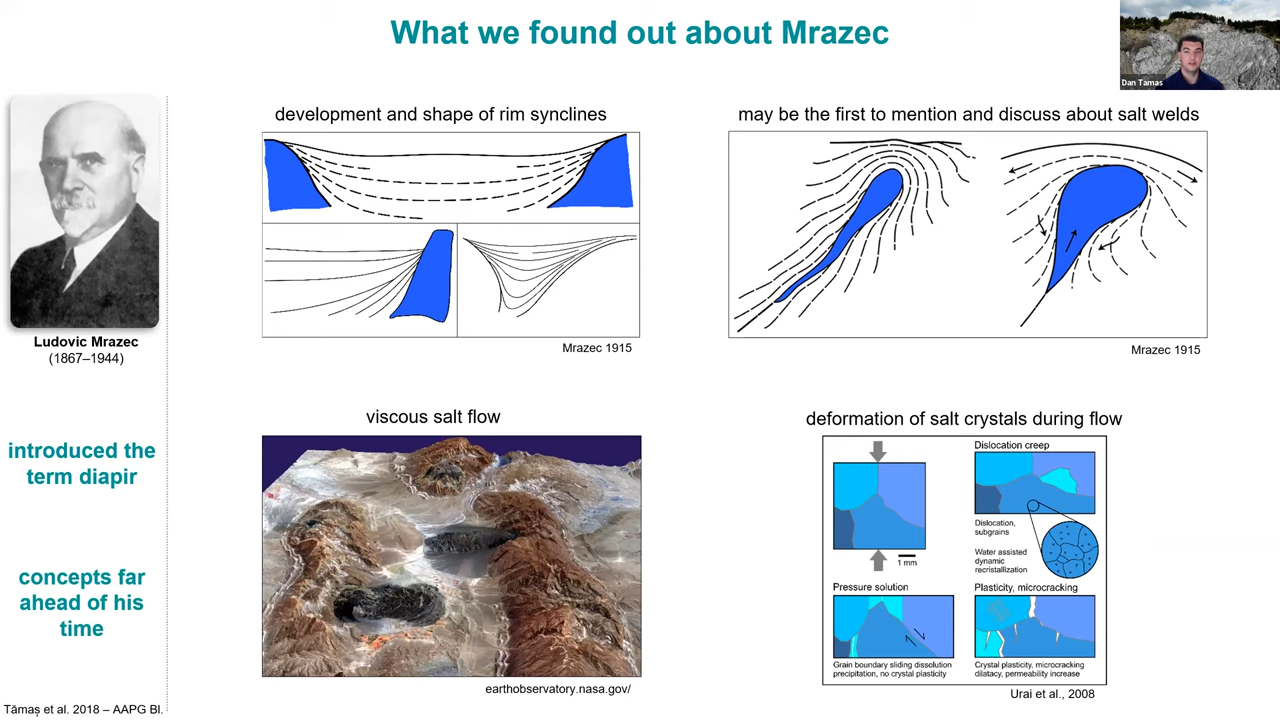 What we found out about Mrazec
Dan Tamas
Ludovic Mrazec
(1867–1944)
introduced the
term diapir
concepts far
ahead of his
time
Tămaș et al. 2018 – AAPG Bl.
development and shape of rim synclines
Mrazec 1915
may be the first to mention and discuss about salt welds
Mrazec 1915
viscous salt flow
earthobservatory.nasa.gov/
deformation of salt crystals during flow
1 mm
Dislocation creep
Dislocation,
subgrains
Water assisted
dynamic
recristallization
Pressure solution
Grain boundary sliding dissolution
precipitation, no crystal plasticity
Plasticity, microcracking
Crystal plasticity, microcracking
dilatacy, permeability increase
Urai et al., 2008